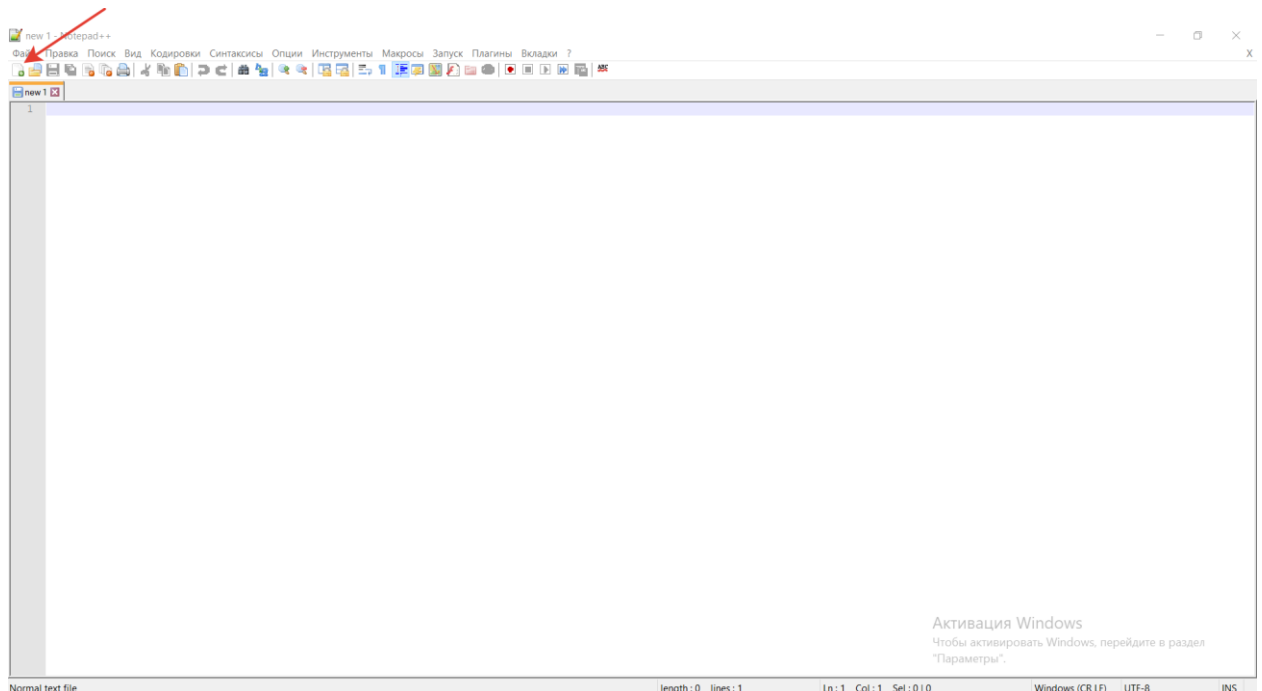 new 1 - Notepad++
Файл Правка Поиск Вид Кодировки Синтаксисы Опции Инструменты Макросы Запуск Плагины Вкладки ? X
ABC
new 1
1
Активация Windows
Чтобы активировать Windows, перейдите в раздел
"Параметры".
Normal text file length : 0 lines : 1 Ln : 1 Col : 1 Sel : 0 | 0 Windows (CR LF) UTF-8 INS